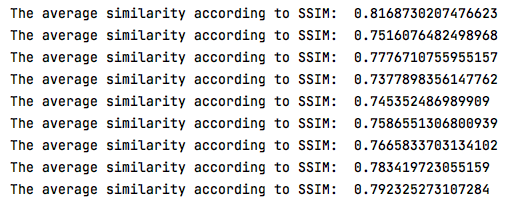 The average similarity according to SSIM:  0.8168730207476623
The average similarity according to SSIM:  0.7516076482498968
The average similarity according to SSIM:  0.7776710755955157
The average similarity according to SSIM:  0.7377898356147762
The average similarity according to SSIM:  0.745352486989909
The average similarity according to SSIM:  0.7586551306800939
The average similarity according to SSIM:  0.7665833703134102
The average similarity according to SSIM:  0.783419723055159
The average similarity according to SSIM:  0.792325273107284